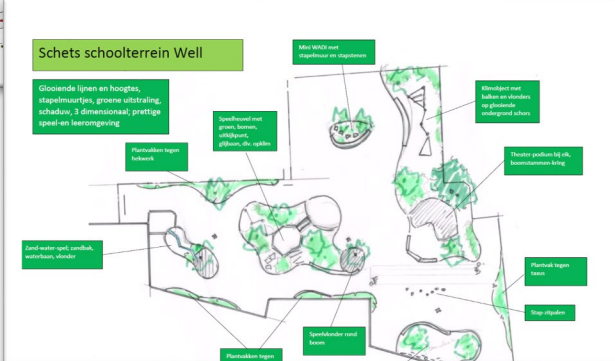 Schets schoolterrein Well
Mini WADI met
stapelmuur en stapstenen
Glooiende lijnen en hoogtes,
stapelmuurtjes, groene uitstraling,
schaduw, 3 dimensionaal; prettige
speel-en leeromgeving
Klimobject met
balken en vlonders
op glooiende
ondergrond schors
Speelheuvel met
groen, bomen,
uitkijkpunt,
glijbaan, div. opklim
Plantvakken tegen
hekwerk
Theater podium bij eik,
boomstammen-kring
Zand-water-spel; zandbak,
waterbaan, vlonder
Plantvak tegen
taxus
Stap-zitpalen
Speelvlonder rond
boom
Plantvakken tegen